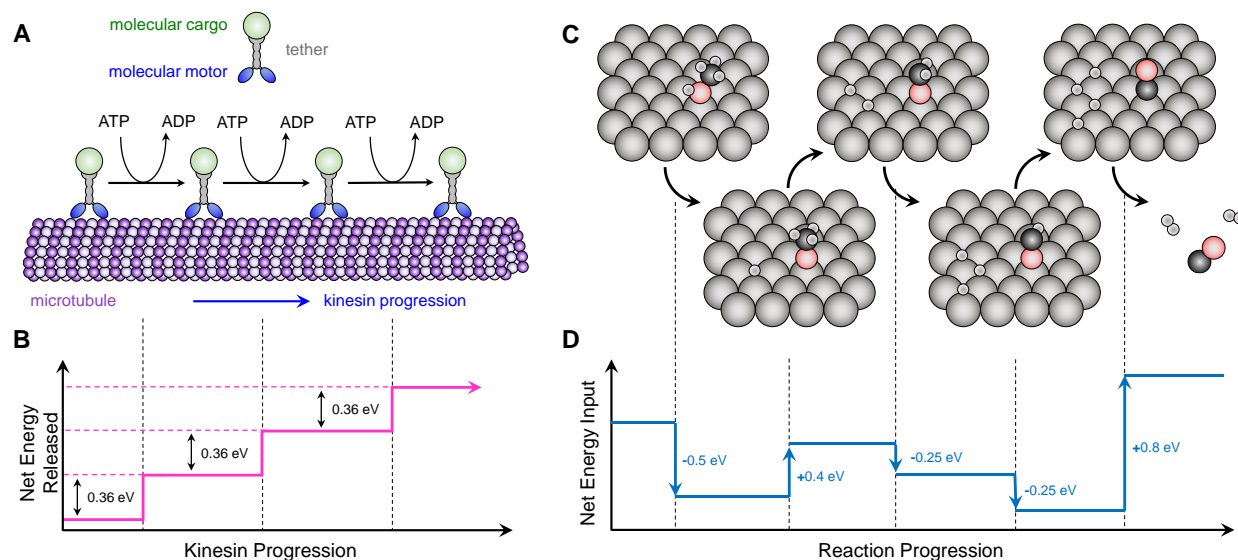 A
molecular cargo
tether
molecular motor
ATP ADP ATP ADP ATP ADP
microtubule
kinesin progression
B
Net Energy
Released
0.36 eV
0.36 eV
0.36 eV
Kinesin Progression
C
D
Net Energy Input
-0.5 eV
+0.4 eV
-0.25 eV
-0.25 eV
+0.8 eV
Reaction Progression